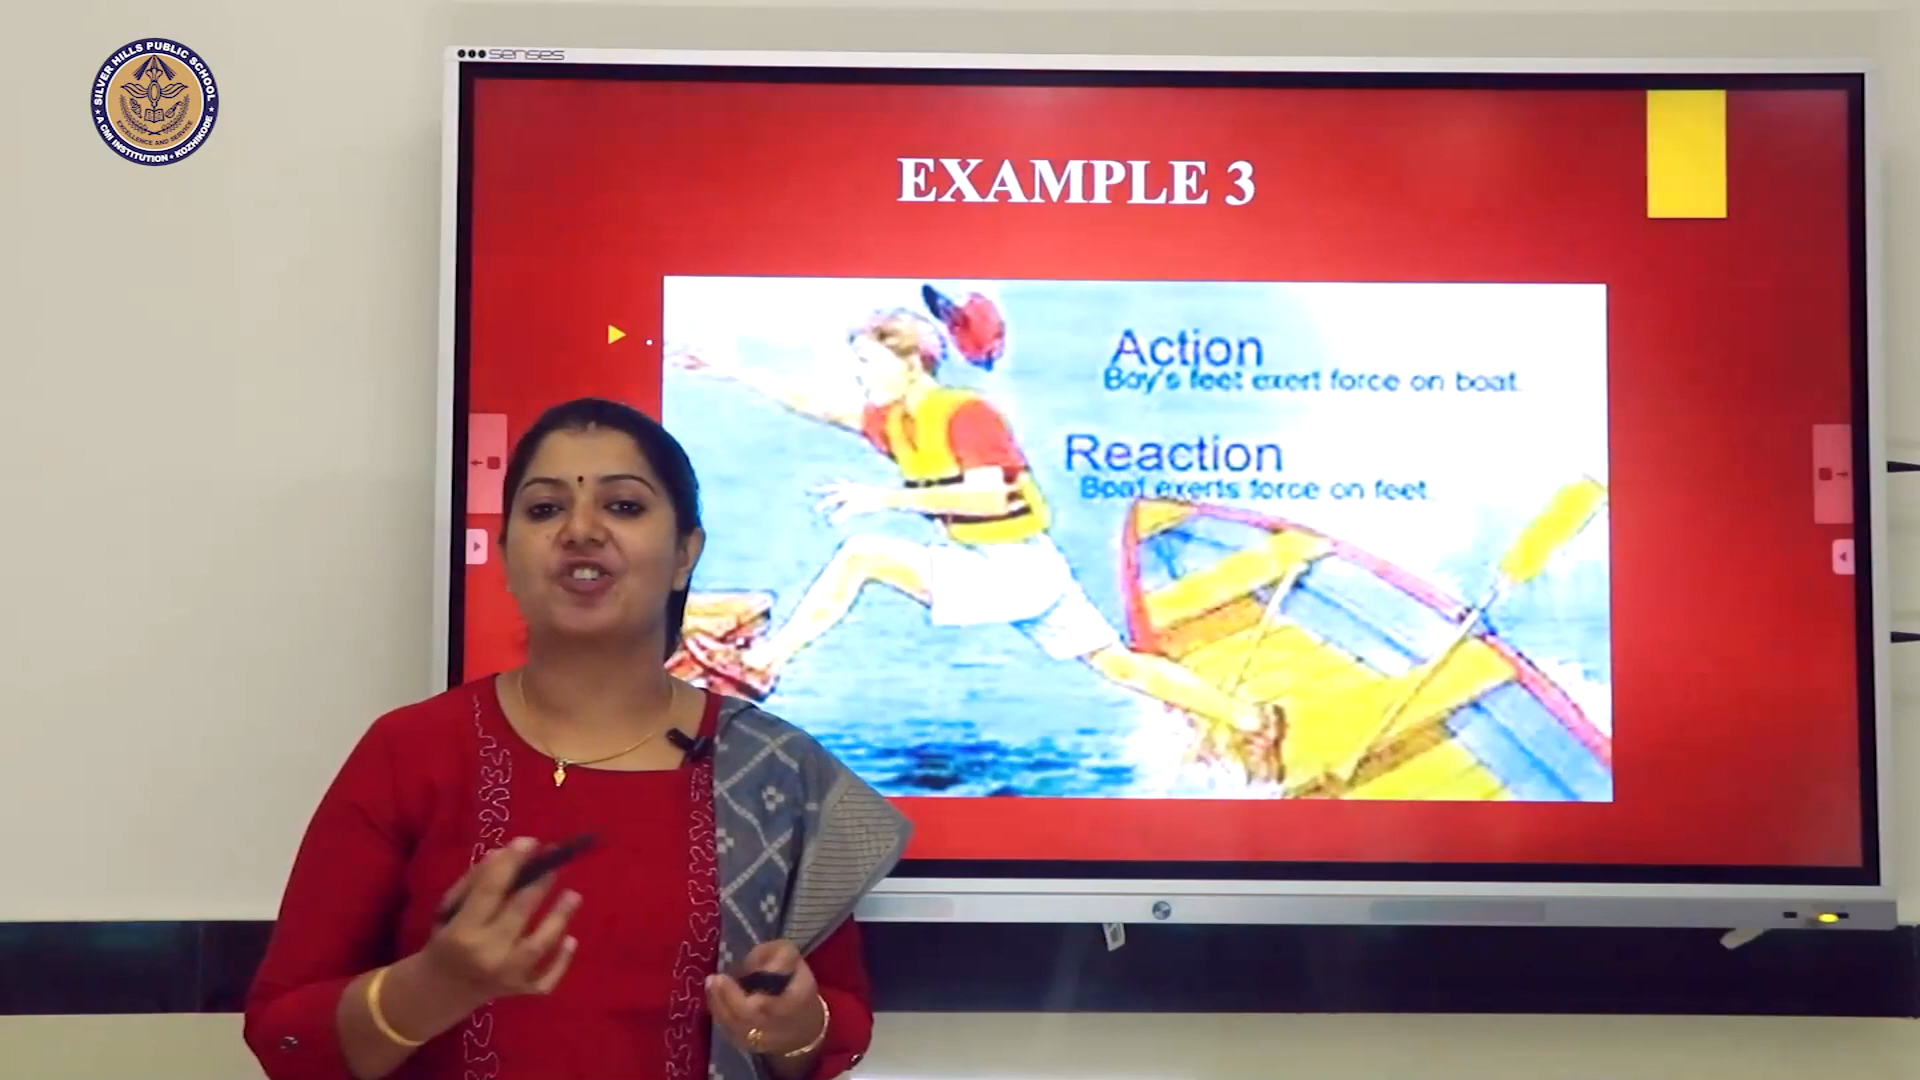 SILVER HILLS PUBLIC SCHOOL
EXCELLENCE AND SERVICE
A CMI INSTITUTION • KOZHIKODE
senses
EXAMPLE 3
Action
Boy's feet exert force on boat.
Reaction
Boat exerts force on feet.